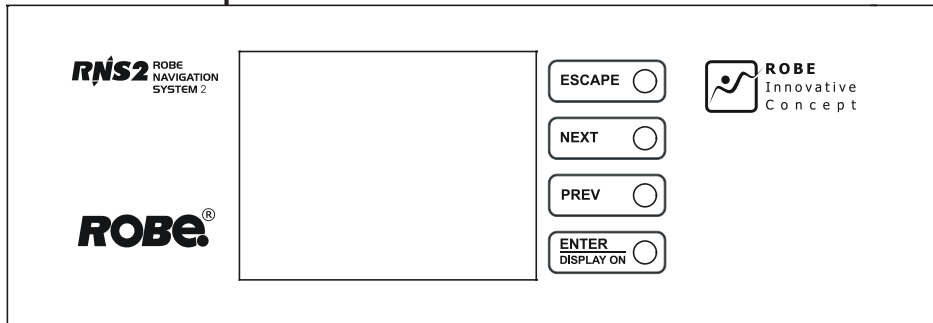 RNS2 ROBE
NAVIGATION
SYSTEM 2
ROBE®
ESCAPE
NEXT
PREV
ENTER
DISPLAY ON
ROBE
Innovative
Concept